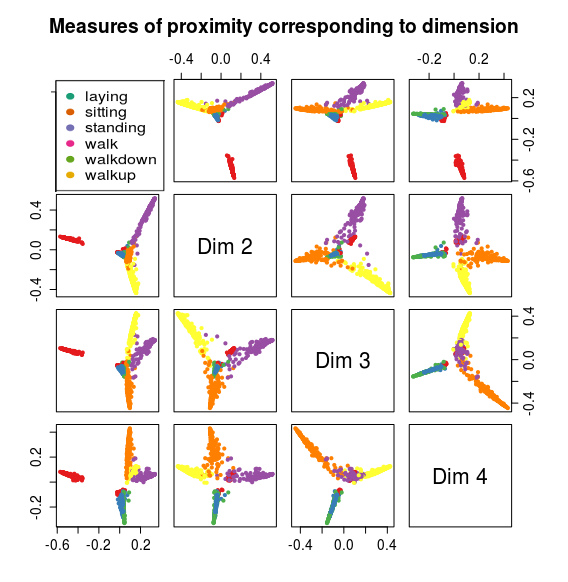 Measures of proximity corresponding to dimension
-0.4 0.0 0.4
-0.2 0.2
laying
sitting
standing
walk
walkdown
walkup
-0.6 -0.2 0.2
-0.4 0.0 0.4
Dim 2
Dim 3
-0.4 0.0 0.4
-0.2 0.2
Dim 4
-0.6 -0.2 0.2
-0.4 0.0 0.4